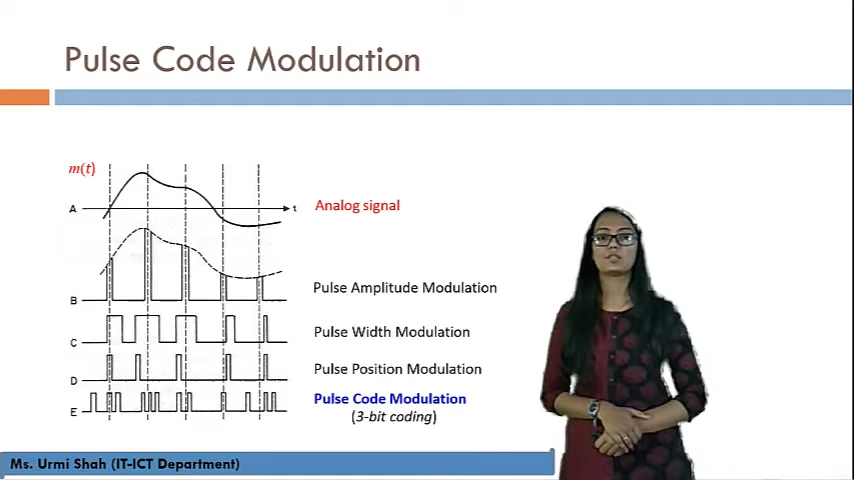 Pulse Code Modulation
m(t)
A
t
Analog signal
B
Pulse Amplitude Modulation
C
Pulse Width Modulation
D
Pulse Position Modulation
E
Pulse Code Modulation
(3-bit coding)
Ms. Urmi Shah (IT-ICT Department)